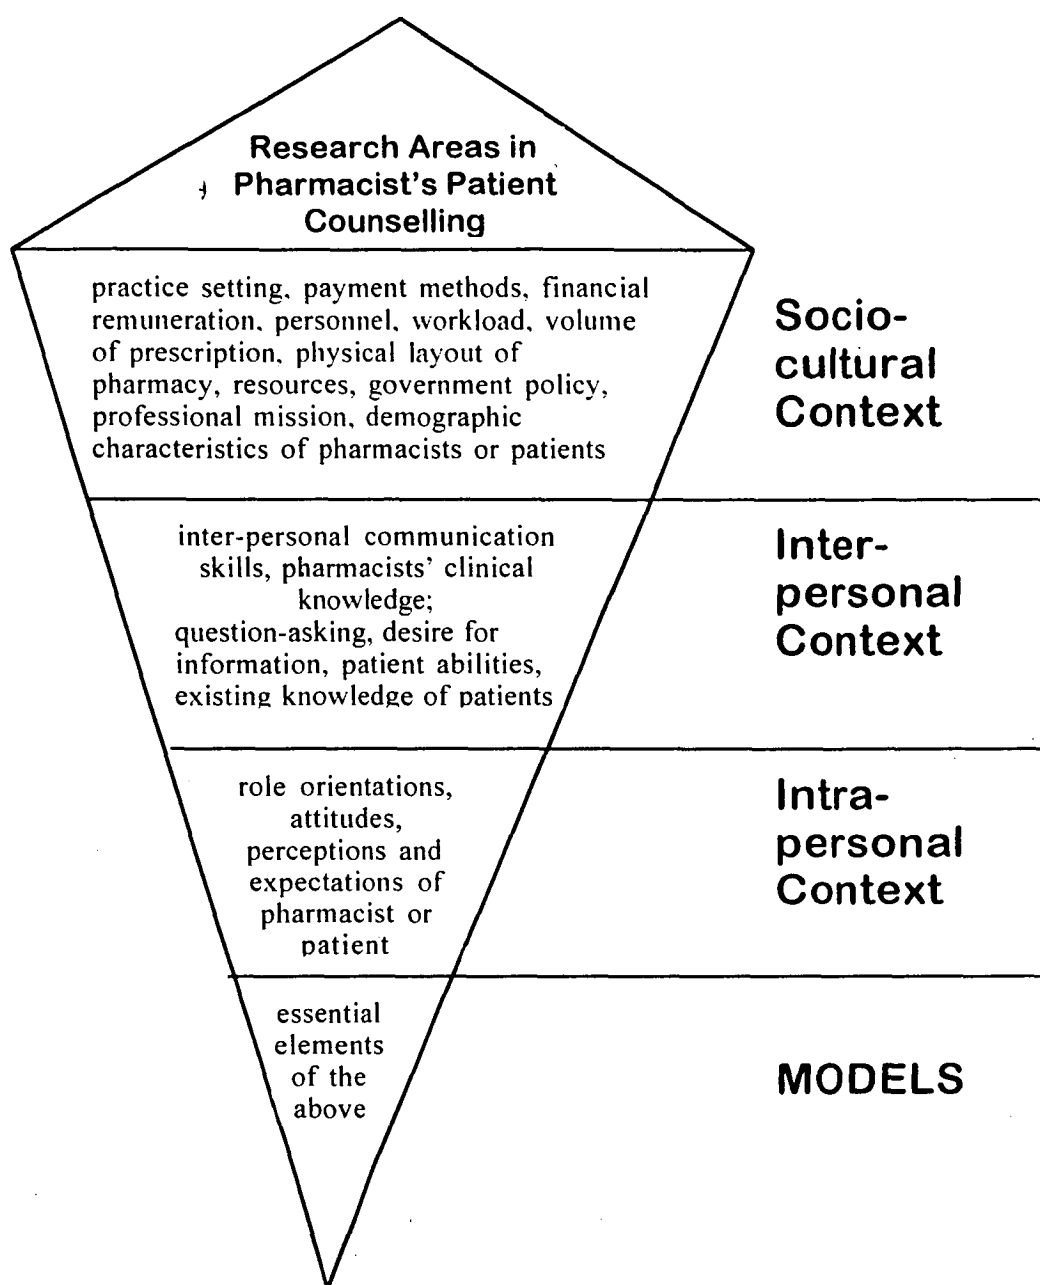 Research Areas in
Pharmacist's Patient
Counselling
practice setting, payment methods, financial
remuneration, personnel, workload, volume
of prescription, physical layout of
pharmacy, resources, government policy,
professional mission, demographic
characteristics of pharmacists or patients
Socio-
cultural
Context
inter-personal communication
skills, pharmacists' clinical
knowledge;
question-asking, desire for
information, patient abilities,
existing knowledge of patients
Inter-
personal
Context
role orientations,
attitudes,
perceptions and
expectations of
pharmacist or
patient
Intra-
personal
Context
essential
elements
of the
above
MODELS